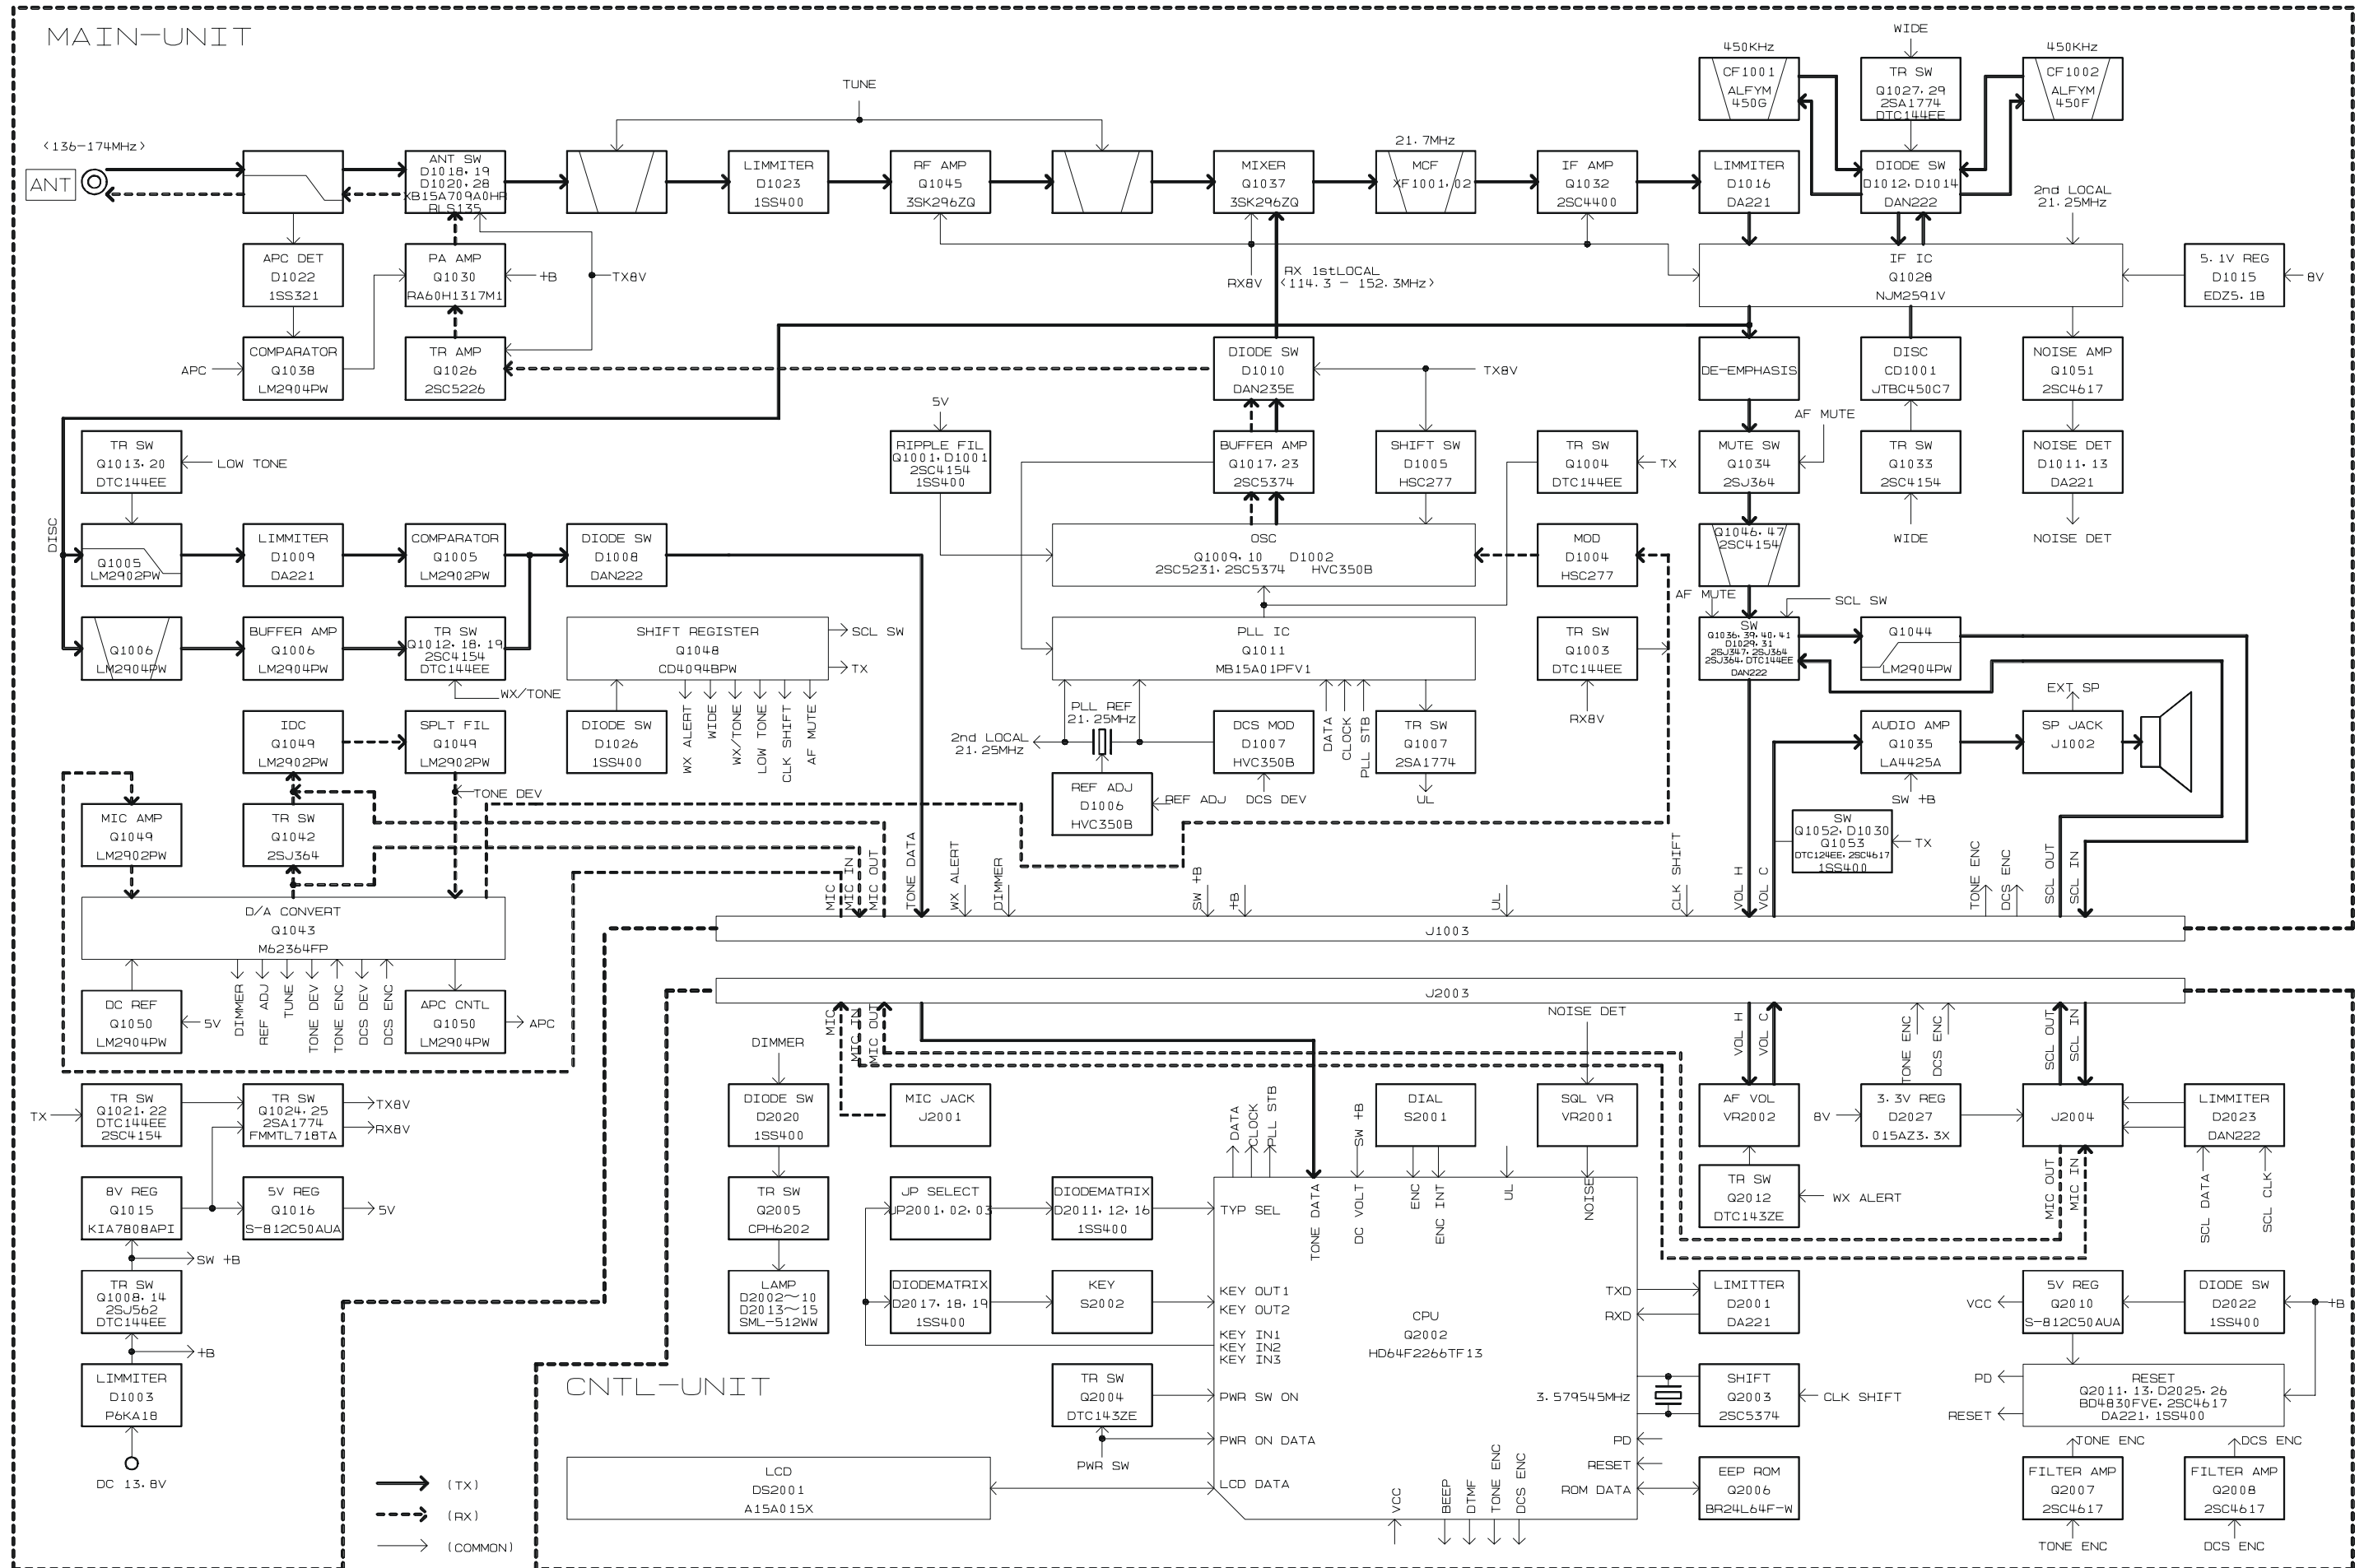 MAIN-UNIT
WIDE
450KHz
450KHz
CF1001
ALFYM
450G
TR SW
Q1027,29
2SA1774
DTC144EE
CF1002
ALFYM
450F
TUNE
<136-174MHz>
21.7MHz
ANT
ANT SW
D1018,19
D1020,28
XB15A709A0HR
RLS135
LIMMITER
D1023
1SS400
RF AMP
Q1045
3SK296ZQ
MIXER
Q1037
3SK296ZQ
MCF
XF1001,02
IF AMP
Q1032
2SC4400
LIMMITER
D1016
DA221
DIODE SW
D1012,D1014
DAN222
2nd LOCAL
21.25MHz
APC DET
D1022
1SS321
PA AMP
Q1030
RA60H1317M1
+B
TX8V
RX8V
RX 1stLOCAL
<114.3 - 152.3MHz>
IF IC
Q1028
NJM2591V
5.1V REG
D1015
EDZ5.1B
8V
APC
COMPARATOR
Q1038
LM2904PW
TR AMP
Q1026
2SC5226
DIODE SW
D1010
DAN235E
TX8V
DE-EMPHASIS
DISC
CD1001
JTBC450C7
NOISE AMP
Q1051
2SC4617
5V
AF MUTE
TR SW
Q1013,20
DTC144EE
LOW TONE
RIPPLE FIL
Q1001,D1001
2SC4154
1SS400
BUFFER AMP
Q1017,23
2SC5374
SHIFT SW
D1005
HSC277
TR SW
Q1004
DTC144EE
TX
MUTE SW
Q1034
2SJ364
TR SW
Q1033
2SC4154
NOISE DET
D1011,13
DA221
DISC
Q1005
LM2902PW
LIMMITER
D1009
DA221
COMPARATOR
Q1005
LM2902PW
DIODE SW
D1008
DAN222
OSC
Q1009,10 D1002
2SC5231,2SC5374 HVC350B
MOD
D1004
HSC277
Q1046,47
2SC4154
WIDE
NOISE DET
AF MUTE
SCL SW
Q1006
LM2904PW
BUFFER AMP
Q1006
LM2904PW
TR SW
Q1012,18,19
2SC4154
DTC144EE
WX/TONE
SHIFT REGISTER
Q1048
CD4094BPW
SCL SW
TX
PLL IC
Q1011
MB15A01PFV1
TR SW
Q1003
DTC144EE
RX8V
SW
Q1036,39,40,41
D1029,31
2SJ347,2SJ364
2SJ364,DTC144EE
DAN222
Q1044
LM2904PW
EXT SP
IDC
Q1049
LM2902PW
SPLT FIL
Q1049
LM2902PW
DIODE SW
D1026
1SS400
WX ALERT
WIDE
WX/TONE
LOW TONE
CLK SHIFT
AF MUTE
PLL REF
21.25MHz
2nd LOCAL
21.25MHz
DCS MOD
D1007
HVC350B
DATA
CLOCK
PLL STB
TR SW
Q1007
2SA1774
UL
AUDIO AMP
Q1035
LA4425A
SW +B
SP JACK
J1002
TONE DEV
REF ADJ
D1006
HVC350B
REF ADJ
DCS DEV
MIC AMP
Q1049
LM2902PW
TR SW
Q1042
2SJ364
SW
Q1052,D1030
Q1053
DTC124EE,2SC4617
1SS400
TX
MIC
MIC IN
MIC OUT
TONE DATA
WX ALERT
DIMMER
SW +B
+B
UL
CLK SHIFT
VOL H
VOL C
TONE ENC
DCS ENC
SCL OUT
SCL IN
D/A CONVERT
Q1043
M62364FP
J1003
J2003
DC REF
Q1050
LM2904PW
5V
DIMMER
REF ADJ
TUNE
TONE DEV
TONE ENC
DCS DEV
DCS ENC
APC CNTL
Q1050
LM2904PW
APC
MIC
MIC IN
MIC OUT
NOISE DET
VOL H
VOL C
TONE ENC
DCS ENC
SCL OUT
SCL IN
DIMMER
TX
TR SW
Q1021,22
DTC144EE
2SC4154
TR SW
Q1024,25
2SA1774
FMMTL718TA
TX8V
RX8V
DIODE SW
D2020
1SS400
MIC JACK
J2001
DATA
CLOCK
PLL STB
SW +B
DIAL
S2001
SQL VR
VR2001
AF VOL
VR2002
8V
3.3V REG
D2027
015AZ3.3X
J2004
LIMMITER
D2023
DAN222
8V REG
Q1015
KIA7808API
5V REG
Q1016
S-812C50AUA
5V
SW +B
TR SW
Q2005
CPH6202
JP SELECT
JP2001,02,03
DIODEMATRIX
D2011,12,16
1SS400
TYP SEL
TONE DATA
DC VOLT
ENC
ENC INT
UL
NOISE
TR SW
Q2012
DTC143ZE
WX ALERT
MIC OUT
MIC IN
SCL DATA
SCL CLK
TR SW
Q1008,14
2SJ562
DTC144EE
+B
LAMP
D2002~10
D2013~15
SML-512WW
DIODEMATRIX
D2017,18,19
1SS400
KEY
S2002
KEY OUT1
KEY OUT2
KEY IN1
KEY IN2
KEY IN3
CPU
Q2002
HD64F2266TF13
TXD
RXD
LIMITTER
D2001
DA221
VCC
5V REG
Q2010
S-812C50AUA
DIODE SW
D2022
1SS400
+B
LIMMITER
D1003
P6KA18
CNTL-UNIT
TR SW
Q2004
DTC143ZE
PWR SW ON
3.579545MHz
SHIFT
Q2003
2SC5374
CLK SHIFT
PD
RESET
RESET
Q2011,13,D2025,26
BD4830FVE,2SC4617
DA221,1SS400
DC 13.8V
PWR SW
PWR ON DATA
PD
RESET
TONE ENC
DCS ENC
LCD
DS2001
A15A015X
LCD DATA
VCC
BEEP
DTMF
TONE ENC
DCS ENC
ROM DATA
EEP ROM
Q2006
BR24L64F-W
FILTER AMP
Q2007
2SC4617
FILTER AMP
Q2008
2SC4617
TONE ENC
DCS ENC
(TX)
(RX)
(COMMON)